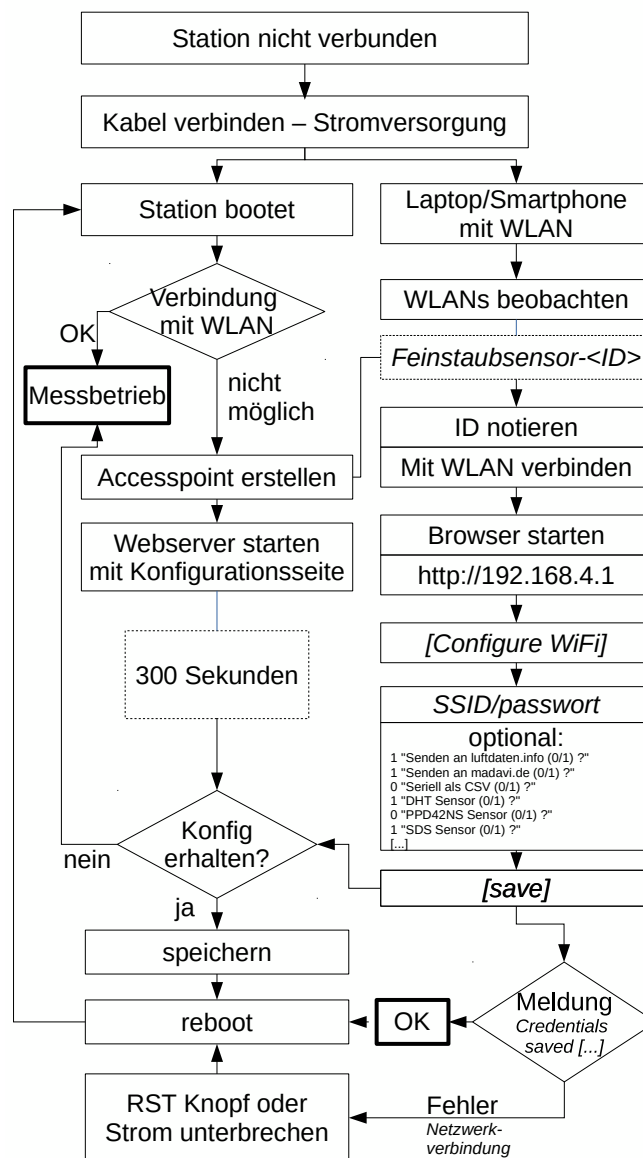 Station nicht verbunden
Kabel verbinden – Stromversorgung
Station bootet
Laptop/Smartphone
mit WLAN
Verbindung
mit WLAN
WLANs beobachten
OK
Feinstaubsensor-<ID>
Messbetrieb
nicht
möglich
ID notieren
Mit WLAN verbinden
Accesspoint erstellen
Webserver starten
mit Konfigurationsseite
Browser starten
http://192.168.4.1
[Configure WiFi]
300 Sekunden
SSID/passwort
optional:
1 "Senden an luftdaten.info (0/1) ?"
1 "Senden an madavi.de (0/1) ?"
0 "Seriell als CSV (0/1) ?"
1 "DHT Sensor (0/1) ?"
0 "PPD42NS Sensor (0/1) ?"
1 "SDS Sensor (0/1) ?"
[...]
Konfig
erhalten?
nein
ja
[save]
speichern
reboot
OK
Meldung
Credentials
saved [...]
RST Knopf oder
Strom unterbrechen
Fehler
Netzwerk-
verbindung